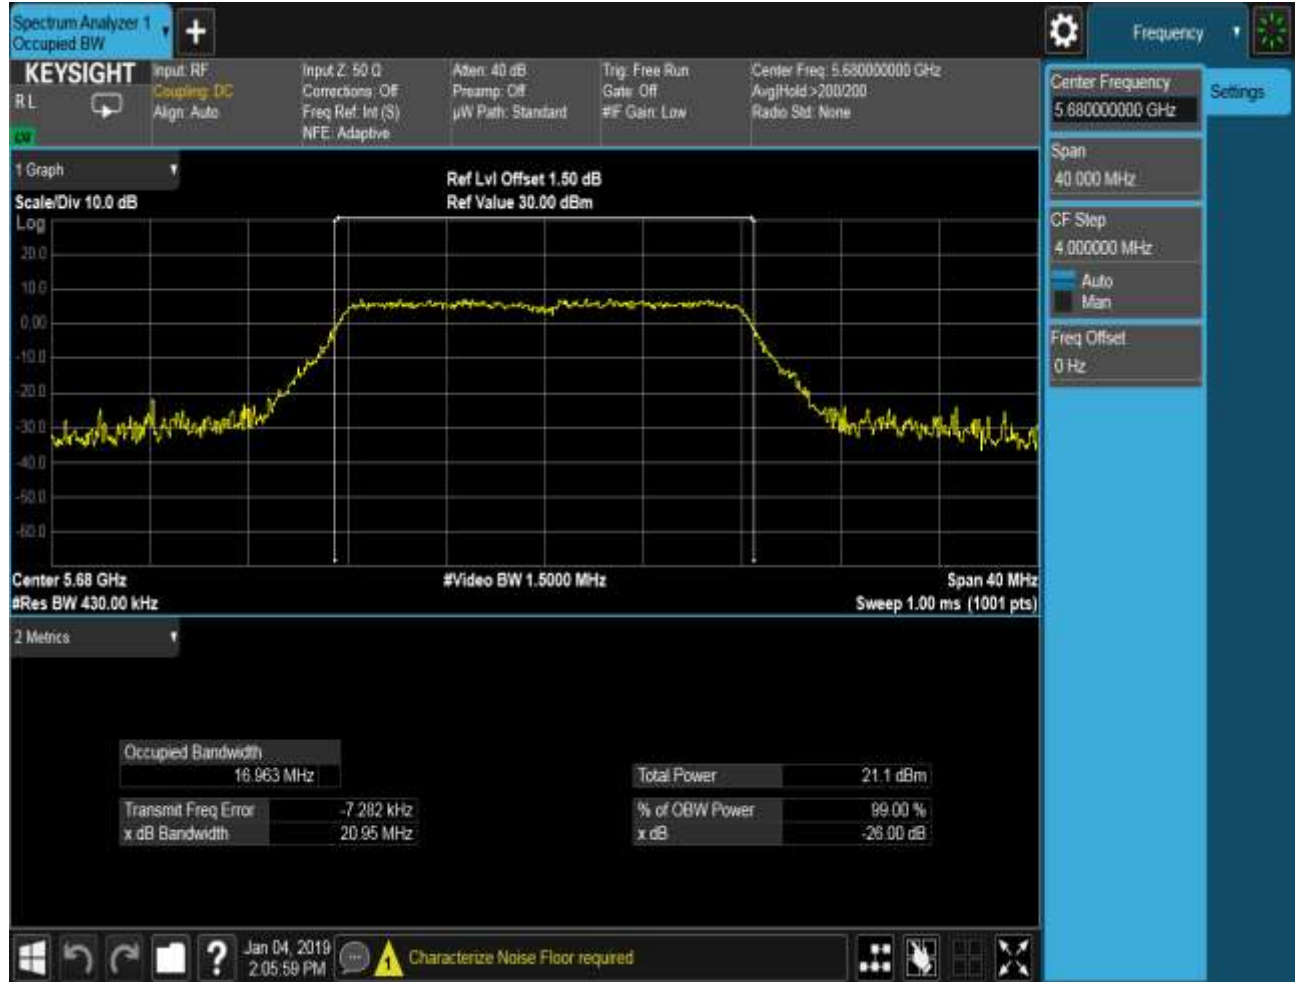 Spectrum Analyzer 1
Occupied BW
Frequency
KEYSIGHT
RL
Input: RF
Coupling: DC
Align: Auto
Input Z: 50 Ω
Corrections: Off
Freq Ref: Int (S)
NFE: Adaptive
Atten: 40 dB
Preamp: Off
µW Path: Standard
Trig: Free Run
Gate: Off
#IF Gain: Low
Center Freq: 5.680000000 GHz
Avg|Hold:>200/200
Radio Std: None
Center Frequency
5.680000000 GHz
Settings
Span
40.000 MHz
CF Step
4.000000 MHz
Auto
Man
Freq Offset
0 Hz
1 Graph
Ref Lvl Offset 1.50 dB
Scale/Div 10.0 dB
Ref Value 30.00 dBm
Log
20.0
10.0
0.00
-10.0
-20.0
-30.0
-40.0
-50.0
-60.0
Center 5.68 GHz
#Video BW 1.5000 MHz
Span 40 MHz
#Res BW 430.00 kHz
Sweep 1.00 ms (1001 pts)
2 Metrics
Occupied Bandwidth
16.963 MHz
Total Power 21.1 dBm
Transmit Freq Error -7.282 kHz
% of OBW Power 99.00 %
x dB Bandwidth 20.95 MHz
x dB -26.00 dB
Jan 04, 2019
2:05:59 PM
1
Characterize Noise Floor required